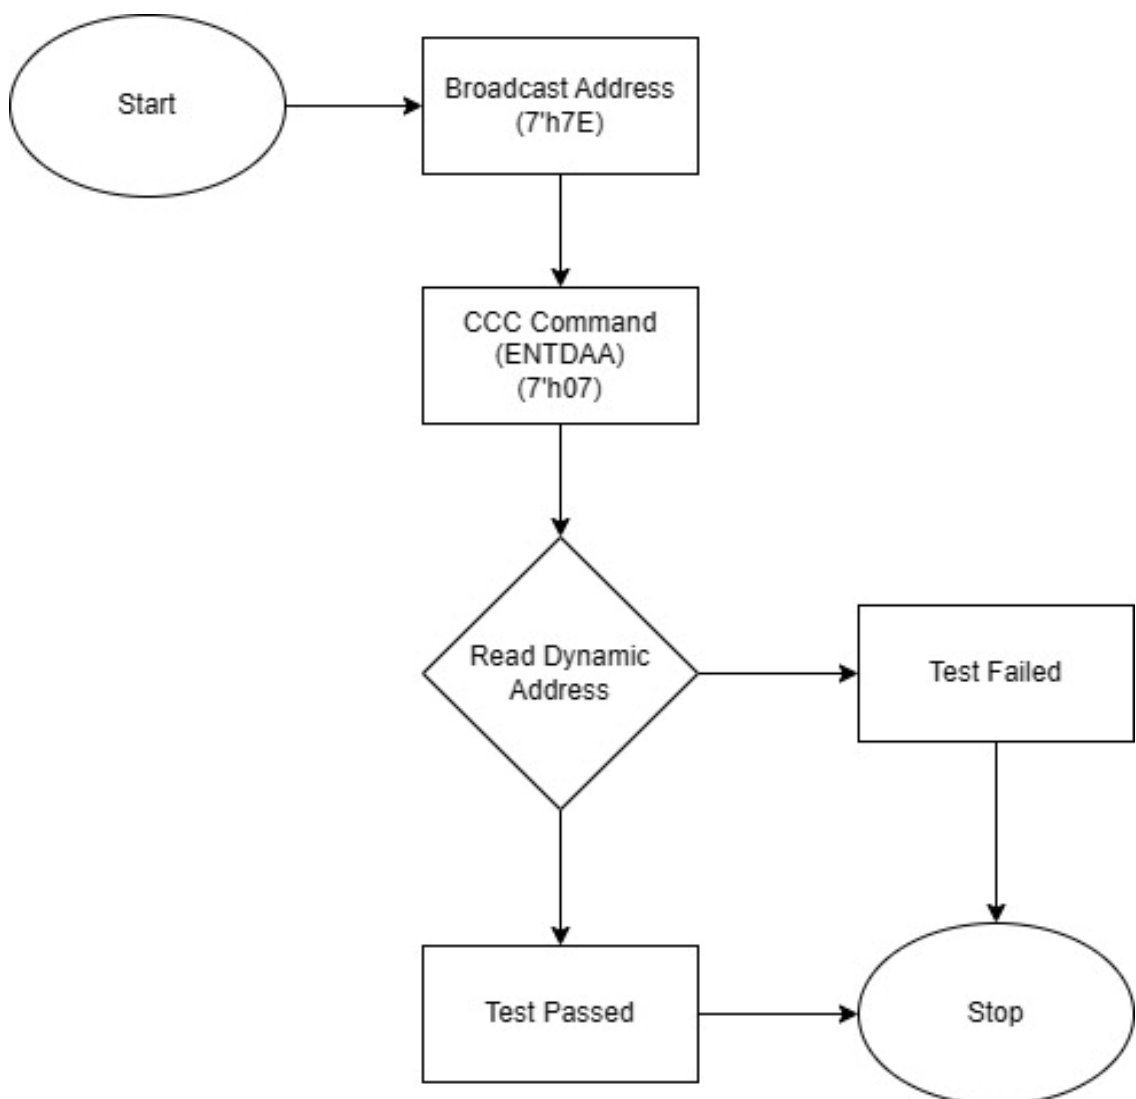 Start
Broadcast Address
(7'h7E)
CCC Command
(ENTDAA)
(7'h07)
Read Dynamic
Address
Test Failed
Test Passed
Stop